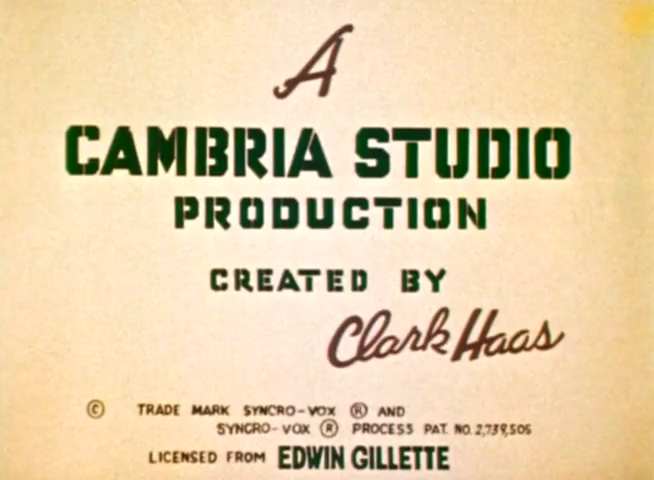 A
CAMBRIA STUDIO
PRODUCTION
CREATED BY
Clark Haas
© TRADE MARK SYNCRO-VOX ® AND
SYNCRO-VOX ® PROCESS PAT. NO. 2,739,505
LICENSED FROM EDWIN GILLETTE